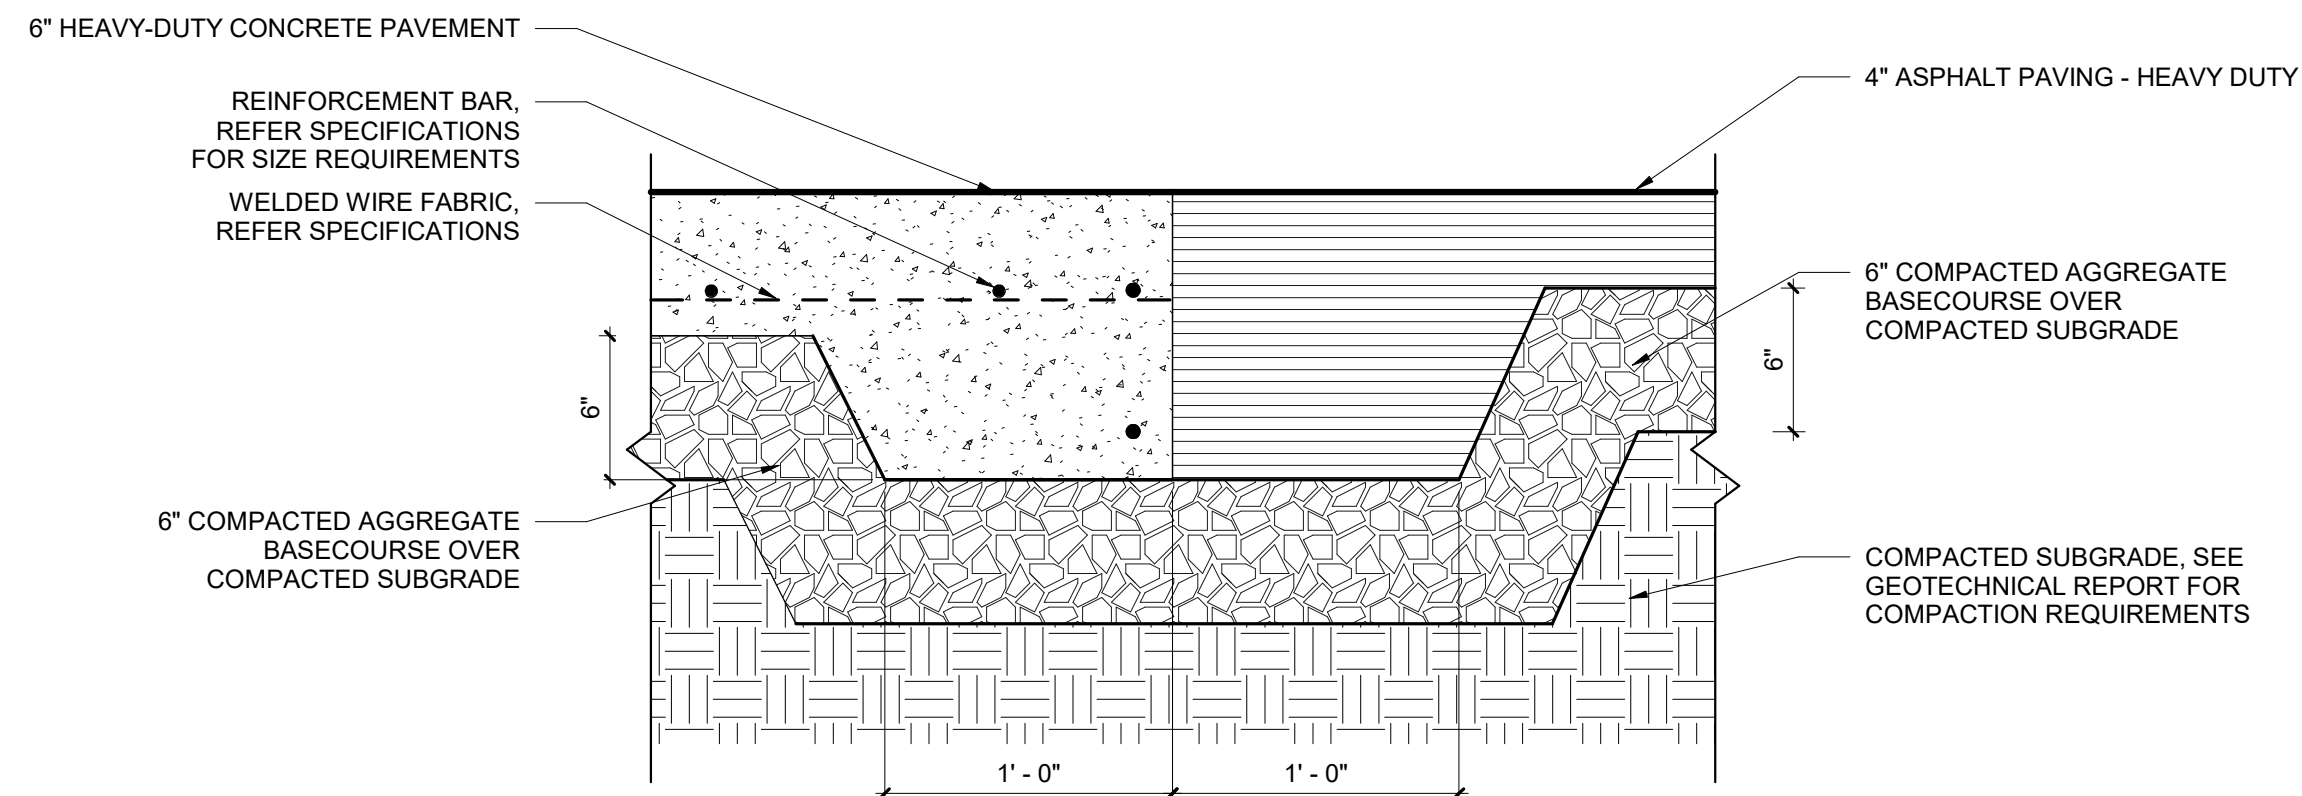 6" HEAVY-DUTY CONCRETE PAVEMENT
REINFORCEMENT BAR,
REFER SPECIFICATIONS
FOR SIZE REQUIREMENTS
WELDED WIRE FABRIC,
REFER SPECIFICATIONS
6"
6" COMPACTED AGGREGATE
BASECOURSE OVER
COMPACTED SUBGRADE
4" ASPHALT PAVING - HEAVY DUTY
6" COMPACTED AGGREGATE
BASECOURSE OVER
COMPACTED SUBGRADE
6"
COMPACTED SUBGRADE, SEE
GEOTECHNICAL REPORT FOR
COMPACTION REQUIREMENTS
1' - 0"
1' - 0"